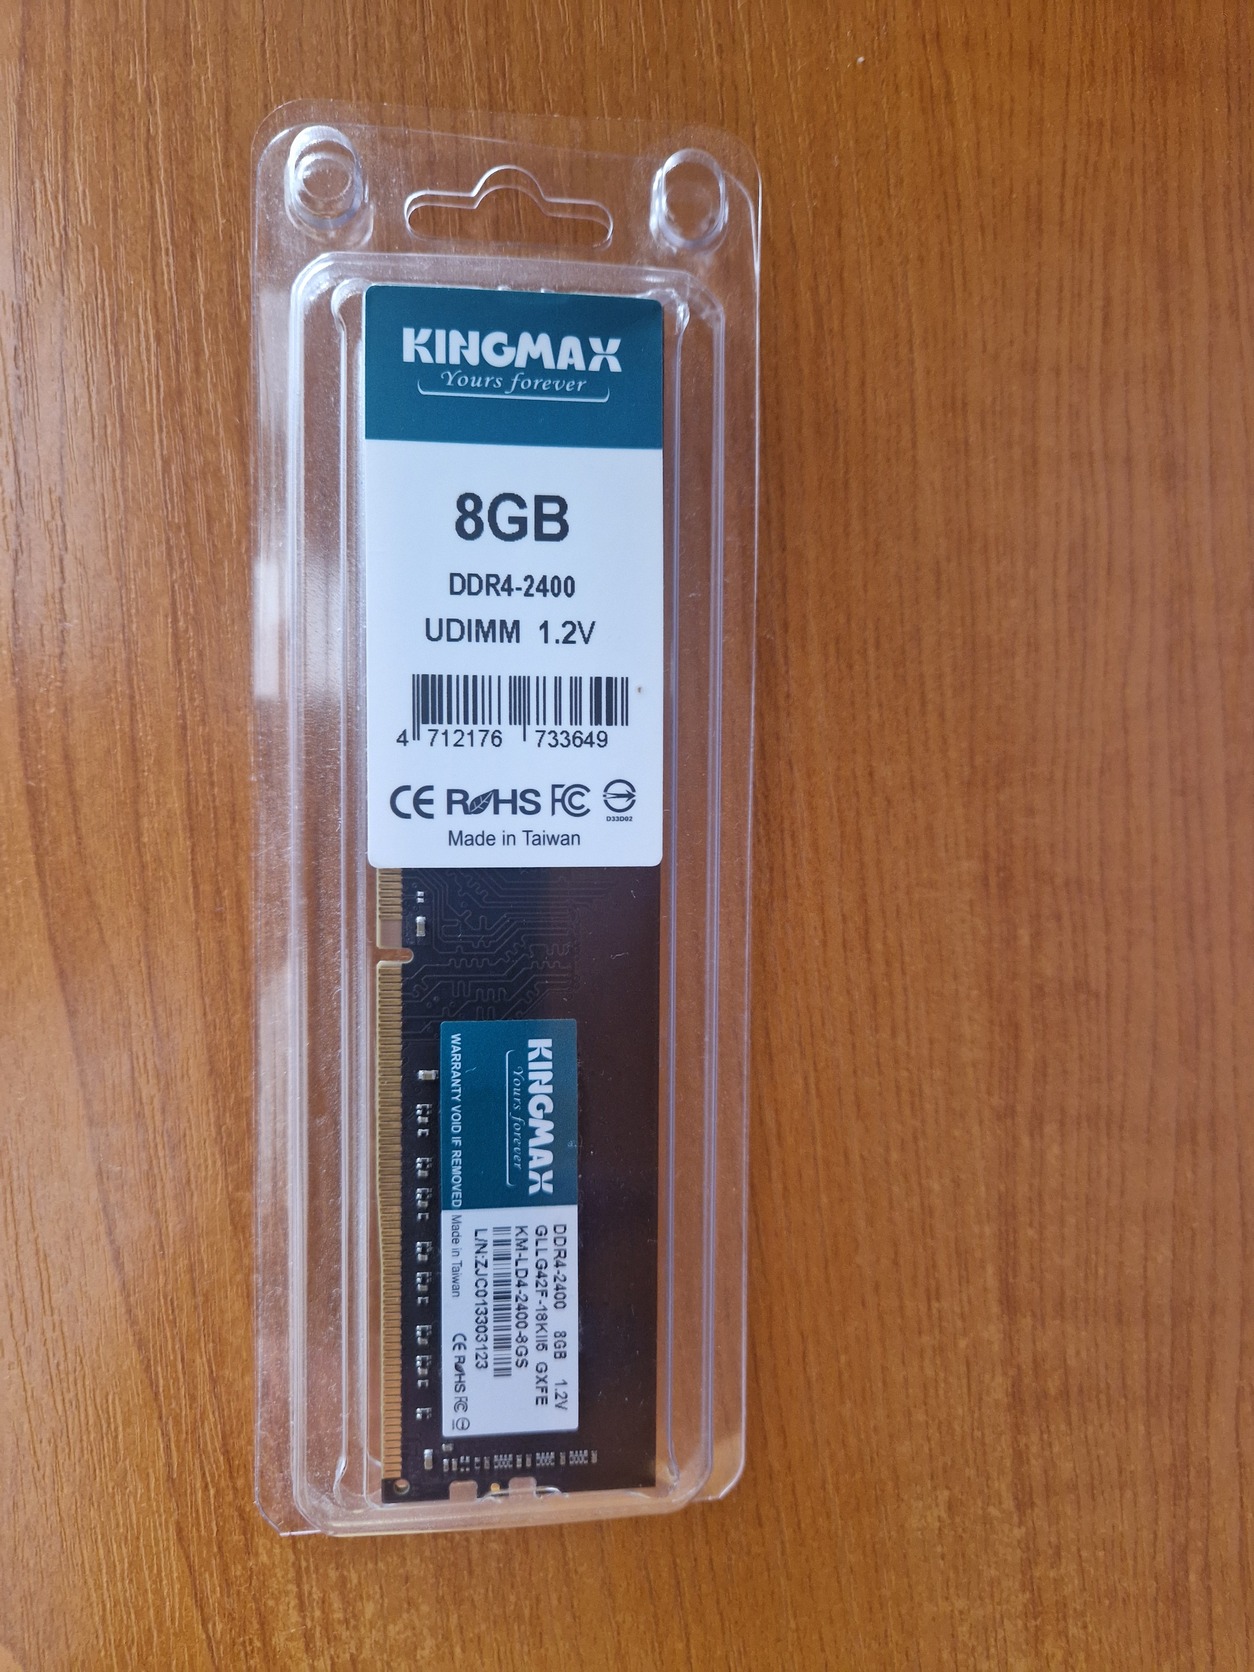 KINGMAX
Yours forever
8GB
DDR4-2400
UDIMM 1.2V
4 712176 733649
CE RoHS FC
D33D02
Made in Taiwan
KINGMAX
Yours forever
WARRANTY VOID IF REMOVED
DDR4-2400 8GB 1.2V
GLLG42F-18KII5 GXFE
KM-LD4-2400-8GS
L/N:ZJC013303123
Made in Taiwan CE RoHS FC